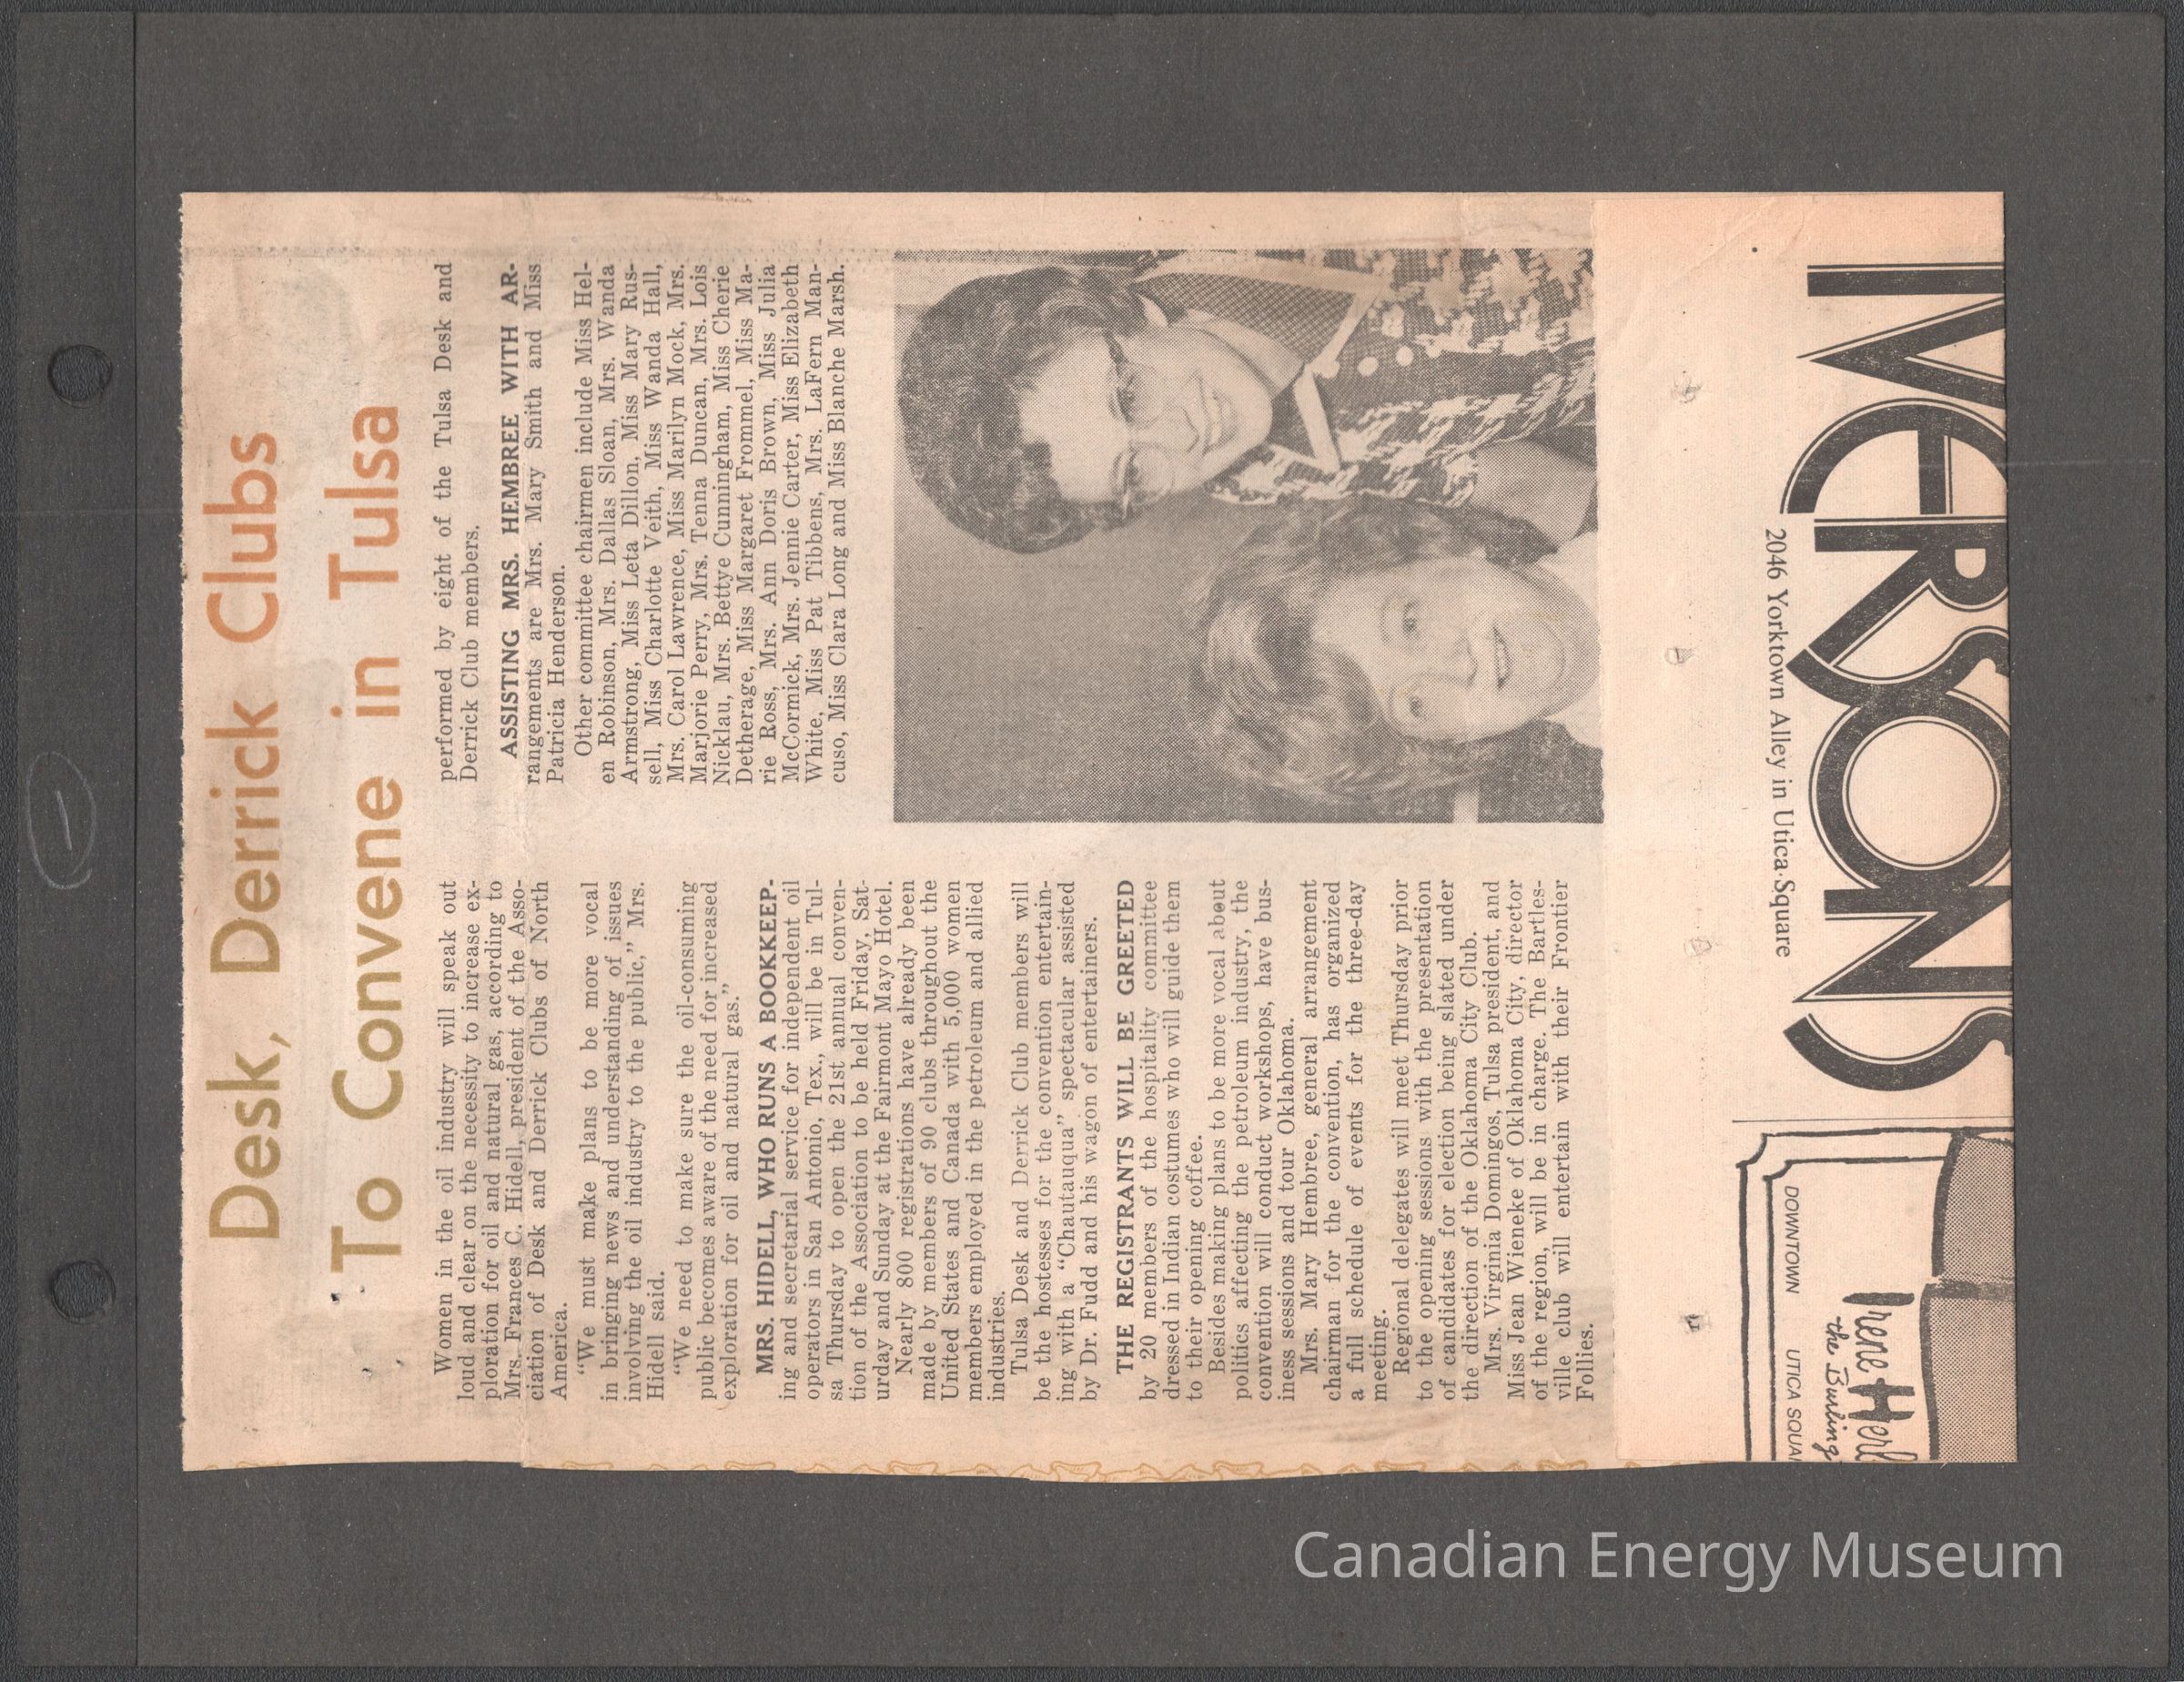 Desk, Derrick Clubs
To Convene in Tulsa
Women in the oil industry will speak out
loud and clear on the necessity to increase ex-
ploration for oil and natural gas, according to
Mrs. Frances C. Hidell, president of the Asso-
ciation of Desk and Derrick Clubs of North
America.
“We must make plans to be more vocal
in bringing news and understanding of issues
involving the oil industry to the public,” Mrs.
Hidell said.
“We need to make sure the oil-consuming
public becomes aware of the need for increased
exploration for oil and natural gas.”
MRS. HIDELL, WHO RUNS A BOOKKEEP-
ing and secretarial service for independent oil
operators in San Antonio, Tex., will be in Tul-
sa Thursday to open the 21st annual conven-
tion of the Association to be held Friday, Sat-
urday and Sunday at the Fairmont Mayo Hotel.
Nearly 800 registrations have already been
made by members of 90 clubs throughout the
United States and Canada with 5,000 women
members employed in the petroleum and allied
industries.
Tulsa Desk and Derrick Club members will
be the hostesses for the convention entertain-
ing with a “Chautauqua” spectacular assisted
by Dr. Fudd and his wagon of entertainers.
THE REGISTRANTS WILL BE GREETED
by 20 members of the hospitality committee
dressed in Indian costumes who will guide them
to their opening coffee.
Besides making plans to be more vocal about
politics affecting the petroleum industry, the
convention will conduct workshops, have bus-
iness sessions and tour Oklahoma.
Mrs. Mary Hembree, general arrangement
chairman for the convention, has organized
a full schedule of events for the three-day
meeting.
Regional delegates will meet Thursday prior
to the opening sessions with the presentation
of candidates for election being slated under
the direction of the Oklahoma City Club.
Mrs. Virginia Domingos, Tulsa president, and
Miss Jean Wieneke of Oklahoma City, director
of the region, will be in charge. The Bartles-
ville club will entertain with their Frontier
Follies.
performed by eight of the Tulsa Desk and
Derrick Club members.
ASSISTING MRS. HEMBREE WITH AR-
rangements are Mrs. Mary Smith and Miss
Patricia Henderson.
Other committee chairmen include Miss Hel-
en Robinson, Mrs. Dallas Sloan, Mrs. Wanda
Armstrong, Miss Leta Dillon, Miss Mary Rus-
sell, Miss Charlotte Veith, Miss Wanda Hall,
Mrs. Carol Lawrence, Miss Marilyn Mock, Mrs.
Marjorie Perry, Mrs. Tenna Duncan, Mrs. Lois
Nicklau, Mrs. Bettye Cunningham, Miss Cherie
Detherage, Miss Margaret Frommel, Miss Ma-
rie Ross, Mrs. Ann Doris Brown, Miss Julia
McCormick, Mrs. Jennie Carter, Miss Elizabeth
White, Miss Pat Tibbens, Mrs. LaFern Man-
cuso, Miss Clara Long and Miss Blanche Marsh.
2046 Yorktown Alley in Utica Square
IVERSONS
DOWNTOWN UTICA SQUA
Irene Herb
the Buting
1
Canadian Energy Museum